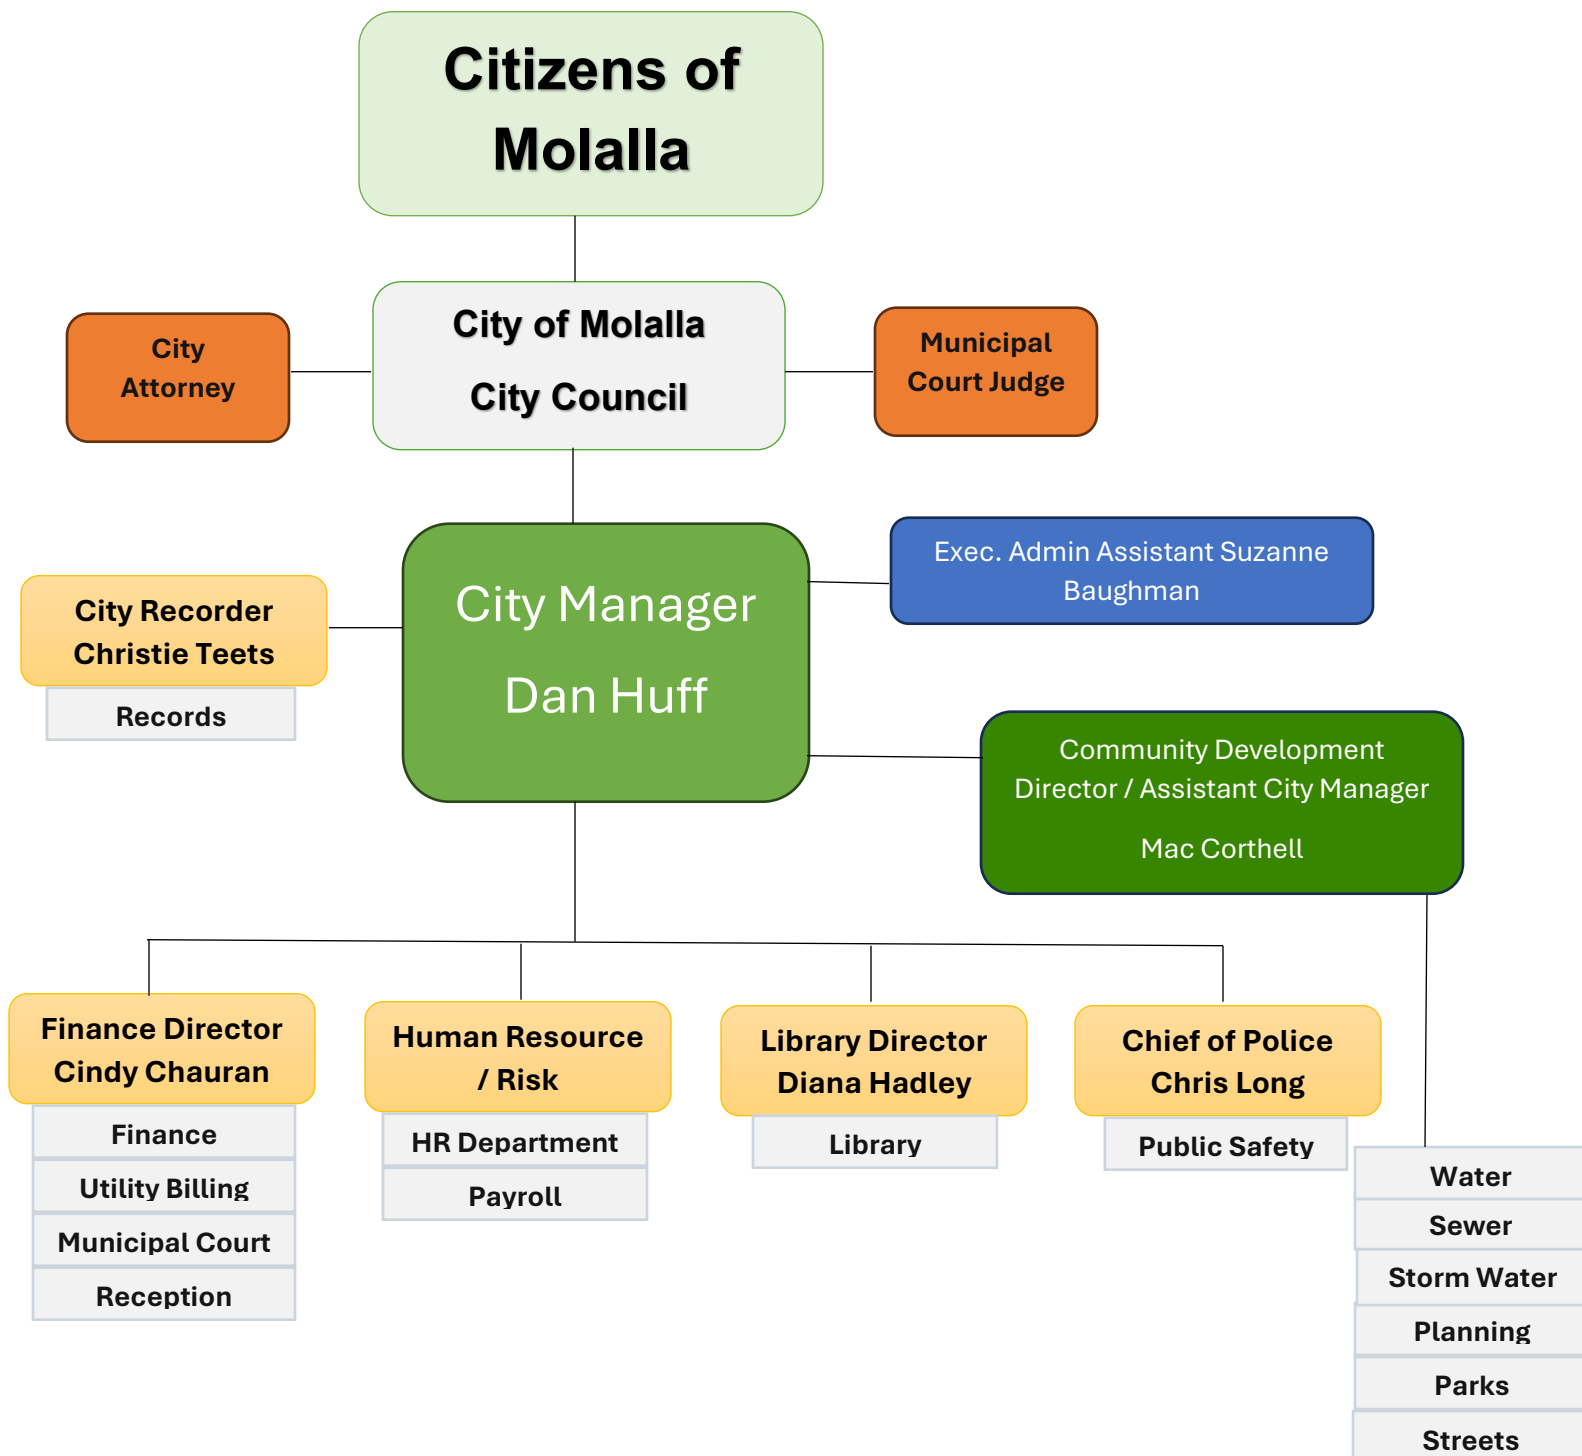 Citizens of
Molalla
City of Molalla
City Council
City
Attorney
Municipal
Court Judge
City Manager
Dan Huff
Exec. Admin Assistant Suzanne
Baughman
City Recorder
Christie Teets
Records
Community Development
Director / Assistant City Manager
Mac Corthell
Finance Director
Cindy Chauran
Finance
Utility Billing
Municipal Court
Reception
Human Resource
/ Risk
HR Department
Payroll
Library Director
Diana Hadley
Library
Chief of Police
Chris Long
Public Safety
Water
Sewer
Storm Water
Planning
Parks
Streets